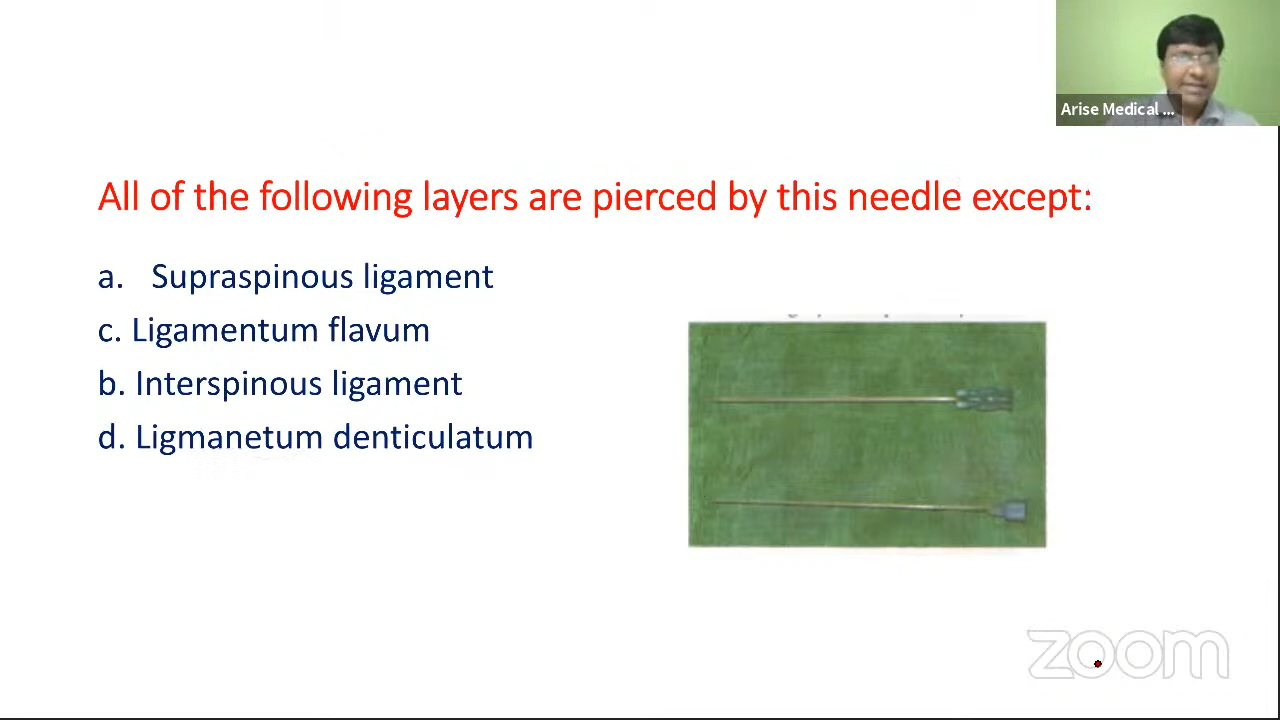 Arise Medical ...
All of the following layers are pierced by this needle except:
a. Supraspinous ligament
c. Ligamentum flavum
b. Interspinous ligament
d. Ligmanetum denticulatum
zoom